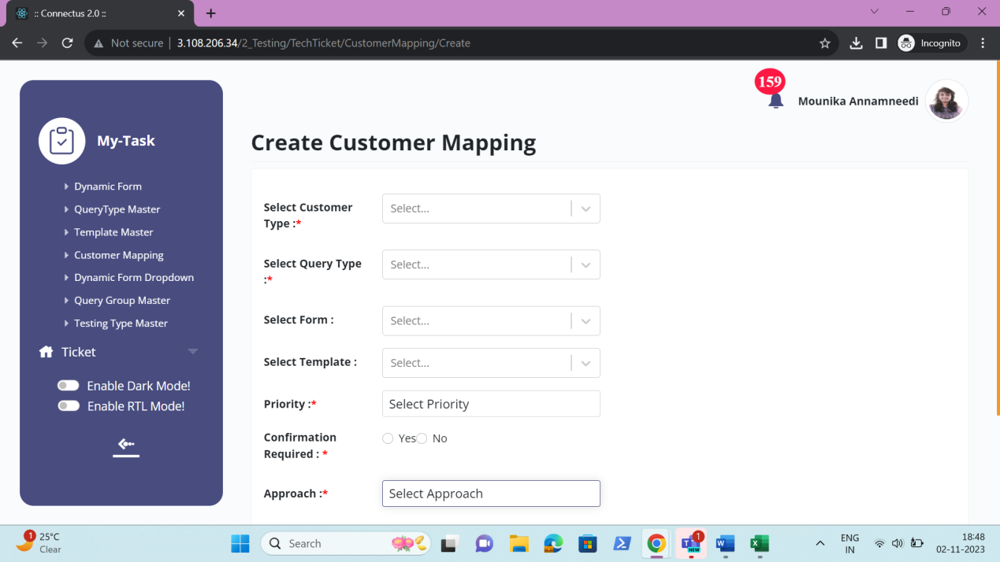 :: Connectus 2.0 ::
Not secure 3.108.206.34/2_Testing/TechTicket/CustomerMapping/Create
Incognito
159
Mounika Annamneedi
My-Task
Dynamic Form
QueryType Master
Template Master
Customer Mapping
Dynamic Form Dropdown
Query Group Master
Testing Type Master
Ticket
Enable Dark Mode!
Enable RTL Mode!
Create Customer Mapping
Select Customer
Type :*
Select...
Select Query Type
:*
Select...
Select Form :
Select...
Select Template :
Select...
Priority :*
Select Priority
Confirmation
Required : *
Yes No
Approach :*
Select Approach
1
25°C
Clear
Search
T
NEW
1
W
X
ENG
IN
18:48
02-11-2023